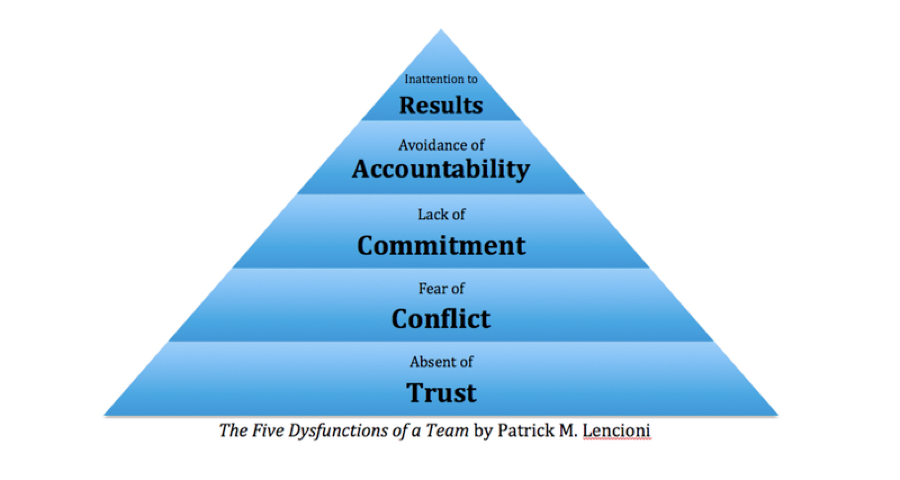 Inattention to
Results
Avoidance of
Accountability
Lack of
Commitment
Fear of
Conflict
Absent of
Trust
The Five Dysfunctions of a Team by Patrick M. Lencioni